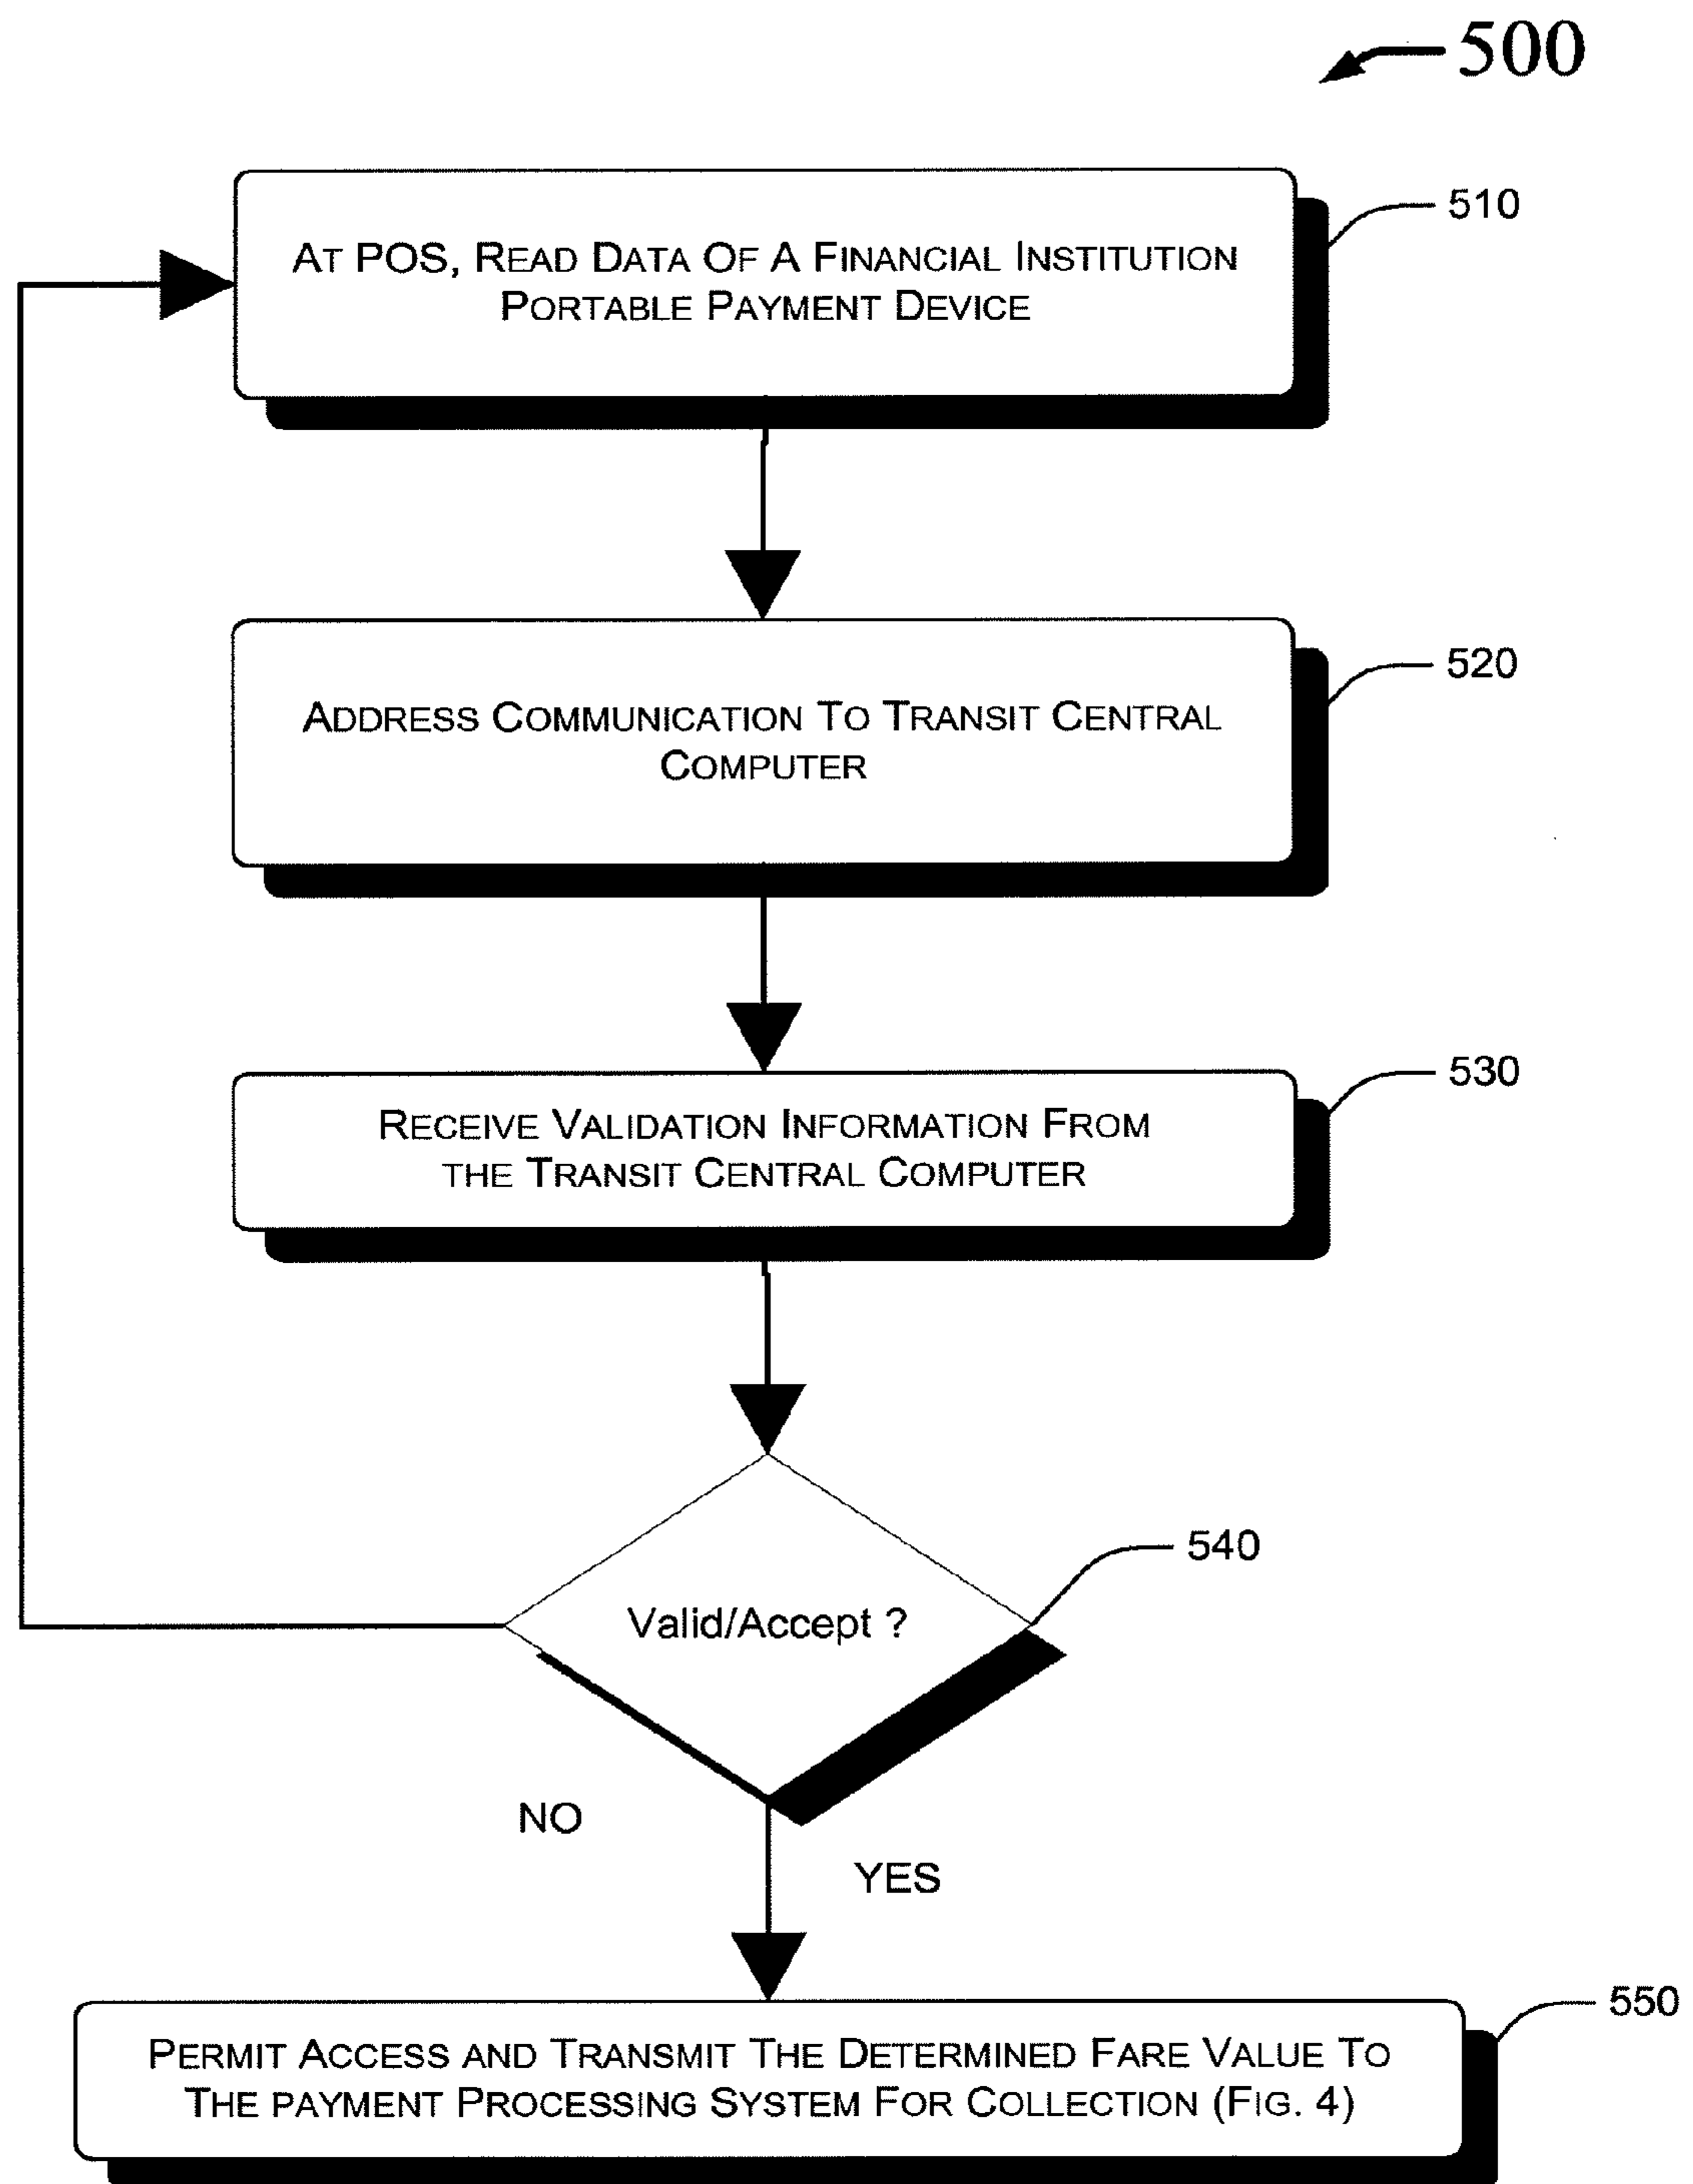 500
AT POS, READ DATA OF A FINANCIAL INSTITUTION
PORTABLE PAYMENT DEVICE
510
ADDRESS COMMUNICATION TO TRANSIT CENTRAL
COMPUTER
520
RECEIVE VALIDATION INFORMATION FROM
THE TRANSIT CENTRAL COMPUTER
530
Valid/Accept ?
540
NO
YES
PERMIT ACCESS AND TRANSMIT THE DETERMINED FARE VALUE TO
THE PAYMENT PROCESSING SYSTEM FOR COLLECTION (FIG. 4)
550